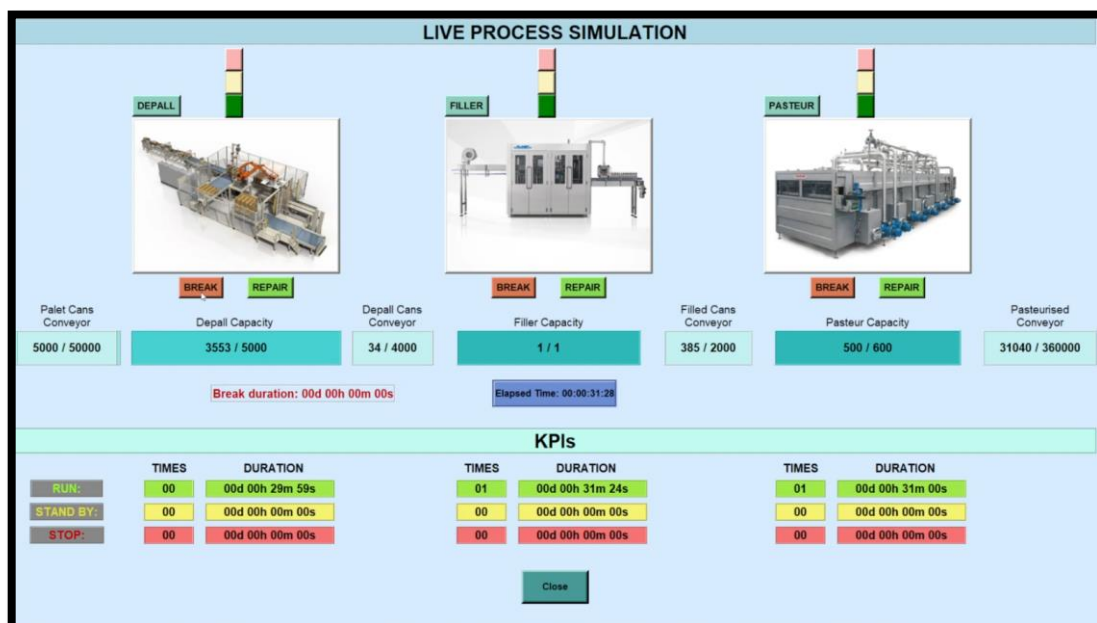 LIVE PROCESS SIMULATION
DEPALL
FILLER
PASTEUR
BREAK REPAIR
BREAK REPAIR
BREAK REPAIR
Palet Cans
Conveyor
5000 / 50000
Depall Capacity
3553 / 5000
Depall Cans
Conveyor
34 / 4000
Filler Capacity
1 / 1
Filled Cans
Conveyor
385 / 2000
Pasteur Capacity
500 / 600
Pasteurised
Conveyor
31040 / 360000
Break duration: 00d 00h 00m 00s
Elapsed Time: 00:00:31:28
KPIs
TIMES DURATION TIMES DURATION TIMES DURATION
RUN: 00 00d 00h 29m 59s 01 00d 00h 31m 24s 01 00d 00h 31m 00s
STAND BY: 00 00d 00h 00m 00s 00 00d 00h 00m 00s 00 00d 00h 00m 00s
STOP: 00 00d 00h 00m 00s 00 00d 00h 00m 00s 00 00d 00h 00m 00s
Close